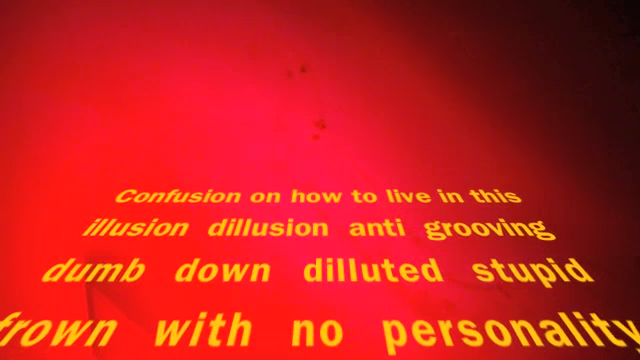 Confusion on how to live in this
illusion dillusion anti grooving
dumb down dilluted stupid
frown with no personality